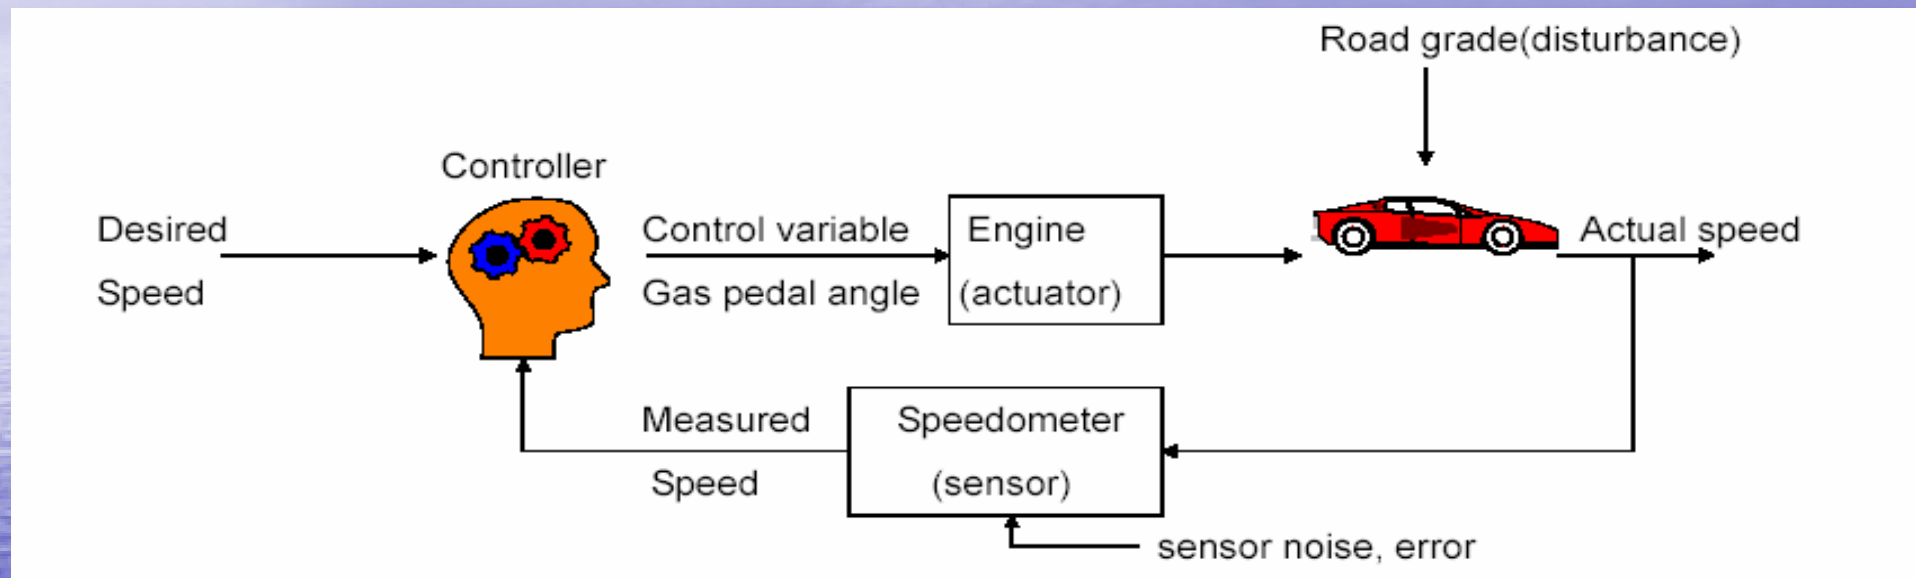 Road grade(disturbance)
Controller
Desired
Speed
Control variable
Gas pedal angle
Engine
(actuator)
Actual speed
Measured
Speed
Speedometer
(sensor)
sensor noise, error